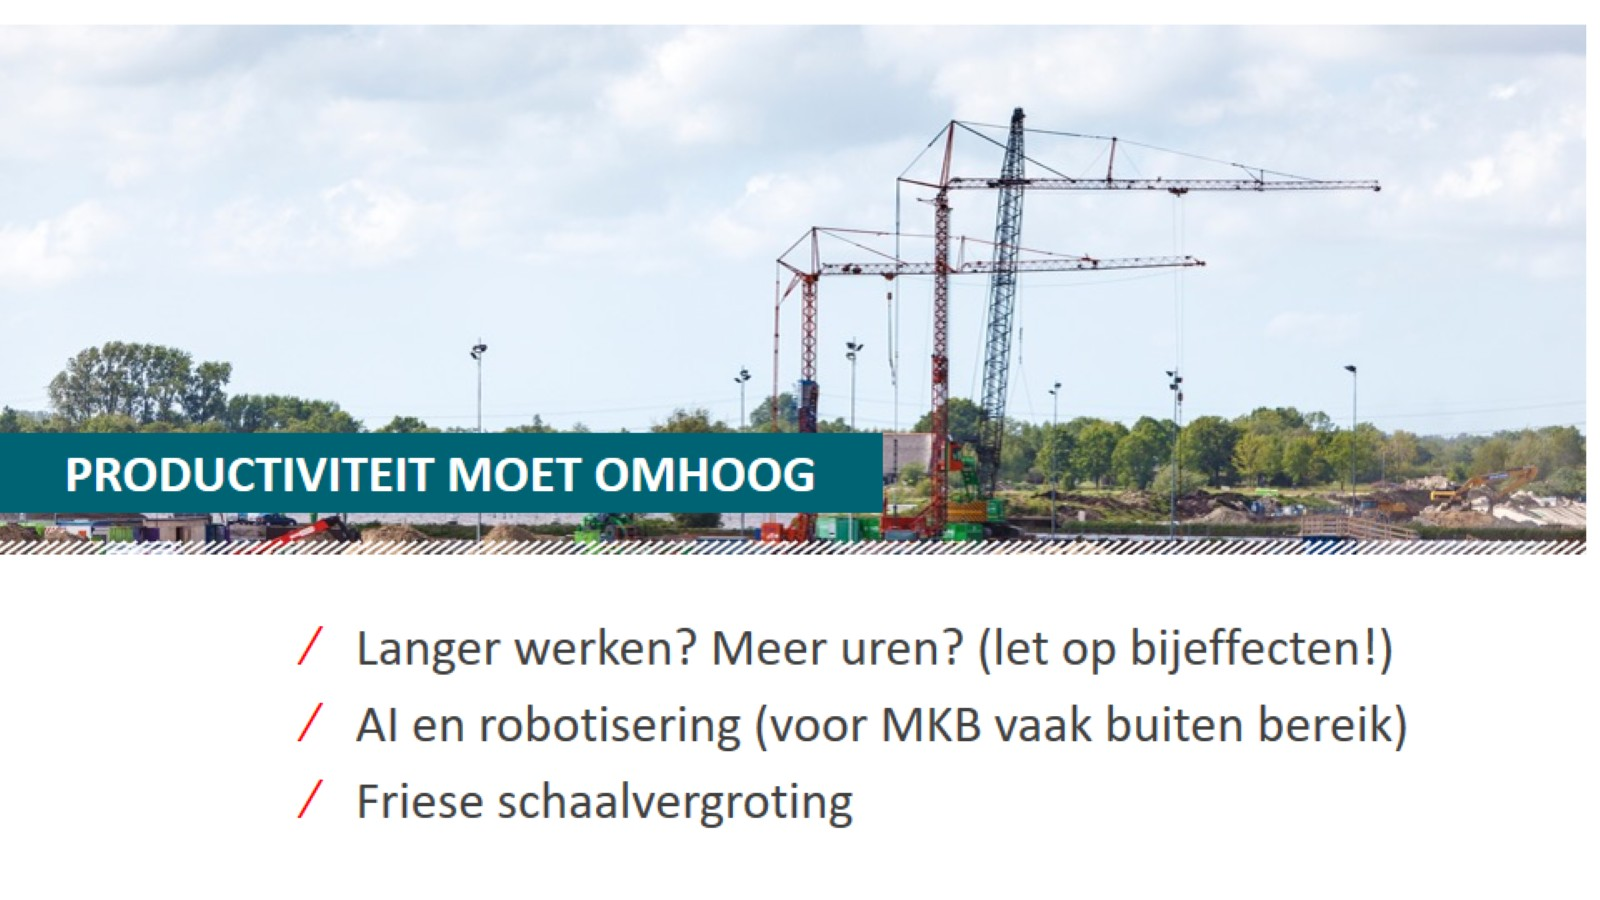 PRODUCTIVITEIT MOET OMHOOG
/ Langer werken? Meer uren? (let op bijeffecten!)
/ AI en robotisering (voor MKB vaak buiten bereik)
/ Friese schaalvergroting